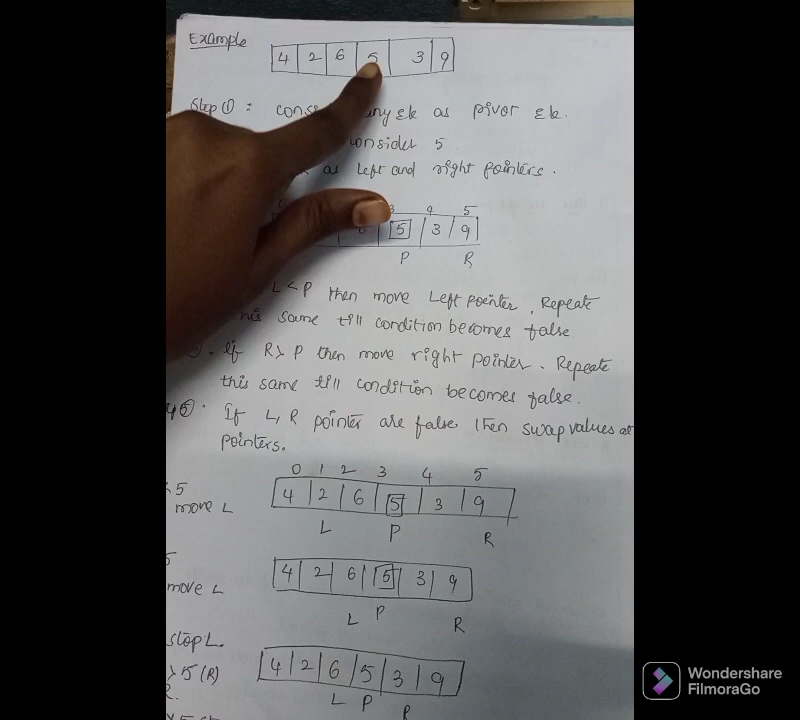 Example
4 2 6 5 3 9
Step ① : any Ele as pivot Ele.
consider 5
as left and right pointers.
3 4 5
5 3 9
P R
L < P then move Left pointer, Repeat
this same till condition becomes false
If R > P then move right pointer. Repeat
this same till condition becomes false.
⑤. If L, R pointer are false then swap values at
pointers.
0 1 2 3 4 5
5 4 2 6 5 3 9
move L
L P R
5 4 2 6 5 3 9
move L
L P R
stop L.
4 2 6 5 3 9
> 5 (R)
L P R
Wondershare
FilmoraGo